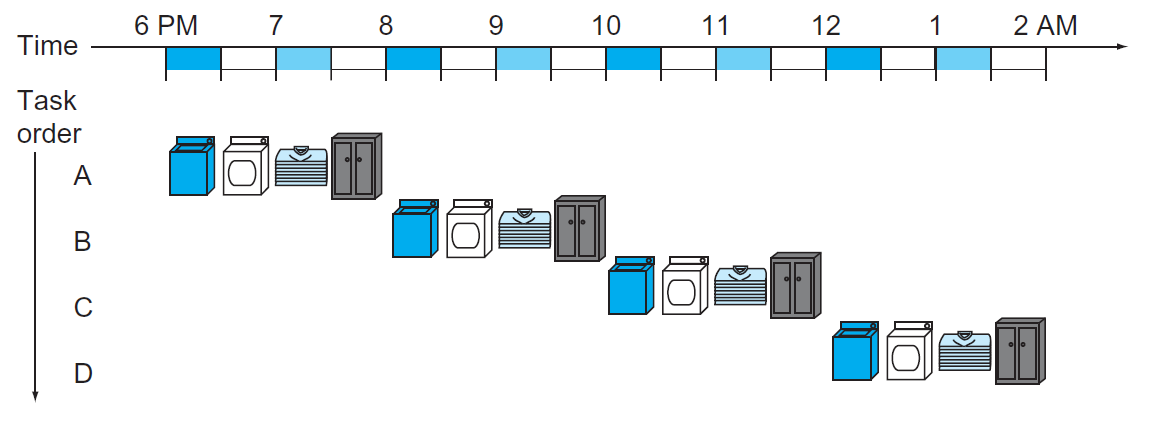 6 PM 7 8 9 10 11 12 1 2 AM
Time
Task
order
A
B
C
D